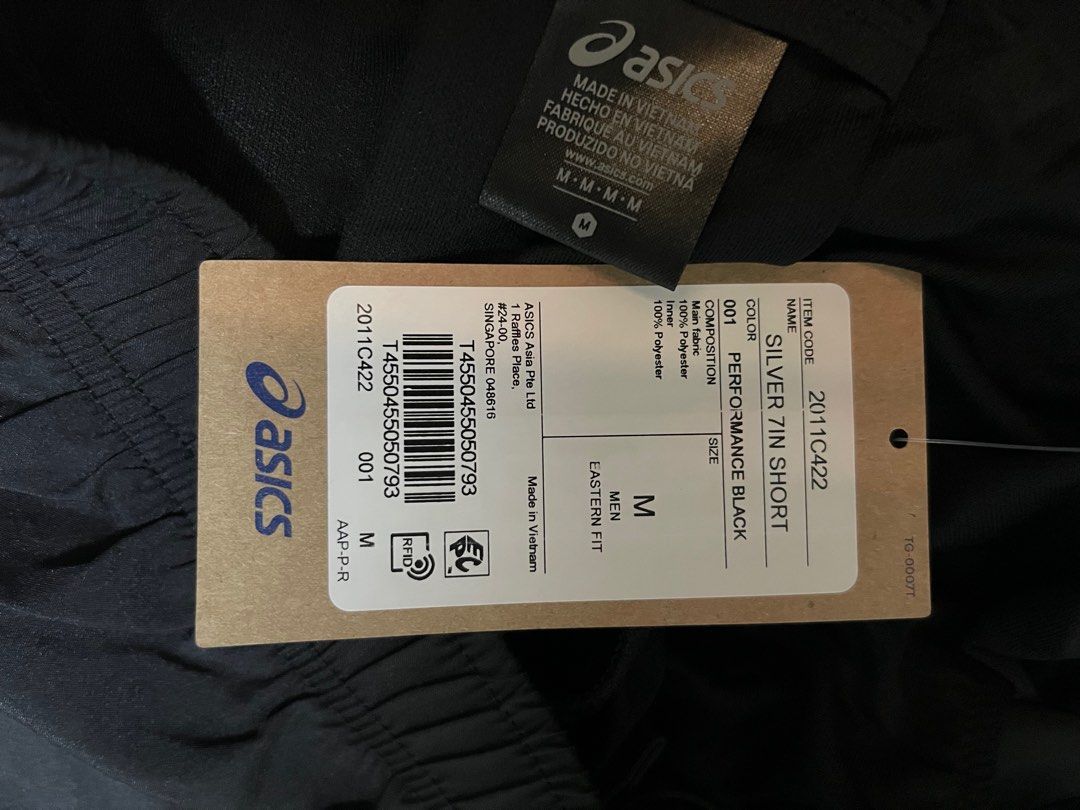 asics
MADE IN VIETNAM
HECHO EN VIETNAM
FABRIQUÉ AU VIETNAM
PRODUZIDO NO VIETNÃ
www.asics.com
M • M • M • M
M
TG-0007T
ITEM CODE 2011C422
NAME
SILVER 7IN SHORT
COLOR
001 PERFORMANCE BLACK
COMPOSITION
Main fabric
100% Polyester
Inner
100% Polyester
SIZE
M
MEN
EASTERN FIT
ASICS Asia Pte Ltd
1 Raffles Place,
#24-00,
SINGAPORE 048616
Made in Vietnam
T4550455050793
T4550455050793
2011C422 001 M
EPC
RFID
AAP-P-R
asics